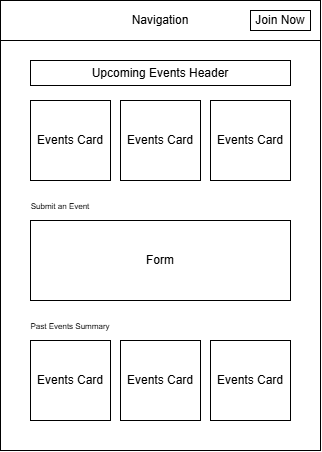 Navigation
Join Now
Upcoming Events Header
Events Card
Events Card
Events Card
Submit an Event
Form
Past Events Summary
Events Card
Events Card
Events Card